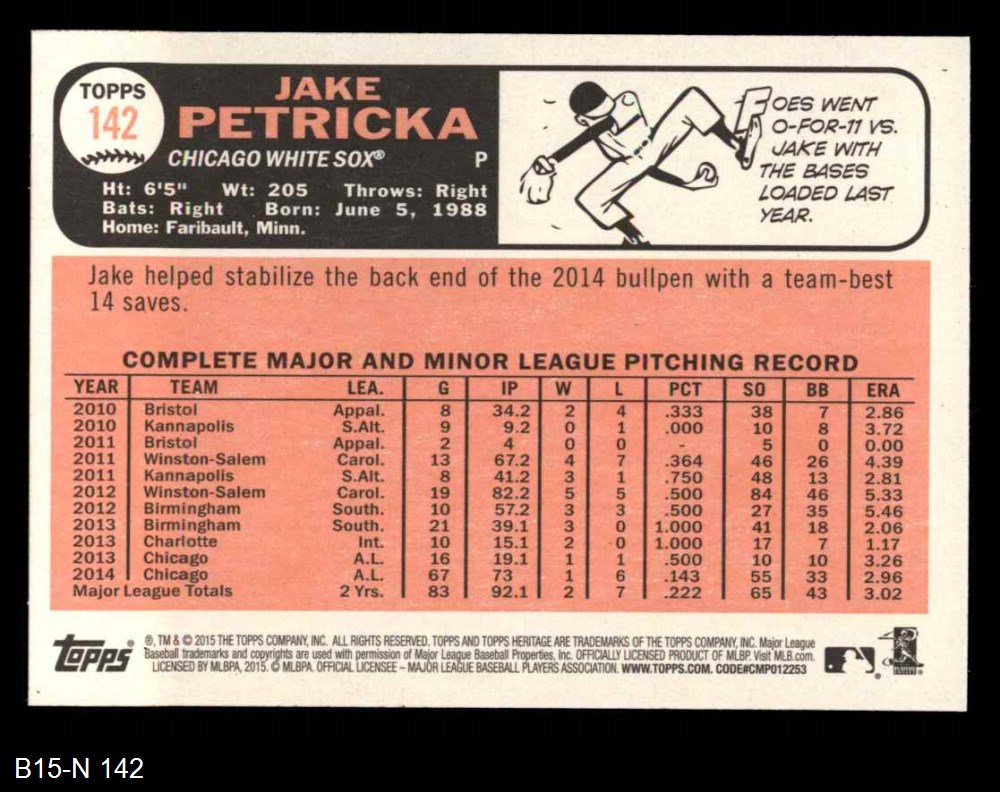 TOPPS
142
JAKE
PETRICKA
CHICAGO WHITE SOX® P
Ht: 6'5" Wt: 205 Throws: Right
Bats: Right Born: June 5, 1988
Home: Faribault, Minn.
FOES WENT
0-FOR-11 VS.
JAKE WITH
THE BASES
LOADED LAST
YEAR.
Jake helped stabilize the back end of the 2014 bullpen with a team-best
14 saves.
COMPLETE MAJOR AND MINOR LEAGUE PITCHING RECORD
YEAR TEAM LEA. G IP W L PCT SO BB ERA
2010 Bristol Appal. 8 34.2 2 4 .333 38 7 2.86
2010 Kannapolis S.Alt. 9 9.2 0 1 .000 10 8 3.72
2011 Bristol Appal. 2 4 0 0 - 5 0 0.00
2011 Winston-Salem Carol. 13 67.2 4 7 .364 46 26 4.39
2011 Kannapolis S.Alt. 8 41.2 3 1 .750 48 13 2.81
2012 Winston-Salem Carol. 19 82.2 5 5 .500 84 46 5.33
2012 Birmingham South. 10 57.2 3 3 .500 27 35 5.46
2013 Birmingham South. 21 39.1 3 0 1.000 41 18 2.06
2013 Charlotte Int. 10 15.1 2 0 1.000 17 7 1.17
2013 Chicago A.L. 16 19.1 1 1 .500 10 10 3.26
2014 Chicago A.L. 67 73 1 6 .143 55 33 2.96
Major League Totals 2 Yrs. 83 92.1 2 7 .222 65 43 3.02
topps®
®, TM & © 2015 THE TOPPS COMPANY, INC. ALL RIGHTS RESERVED. TOPPS AND TOPPS HERITAGE ARE TRADEMARKS OF THE TOPPS COMPANY, INC. Major League
Baseball trademarks and copyrights are used with permission of Major League Baseball Properties, Inc. OFFICIALLY LICENSED PRODUCT OF MLBP. Visit MLB.com.
LICENSED BY MLBPA, 2015. © MLBPA. OFFICIAL LICENSEE – MAJOR LEAGUE BASEBALL PLAYERS ASSOCIATION. WWW.TOPPS.COM. CODE#CMP012253
B15-N 142